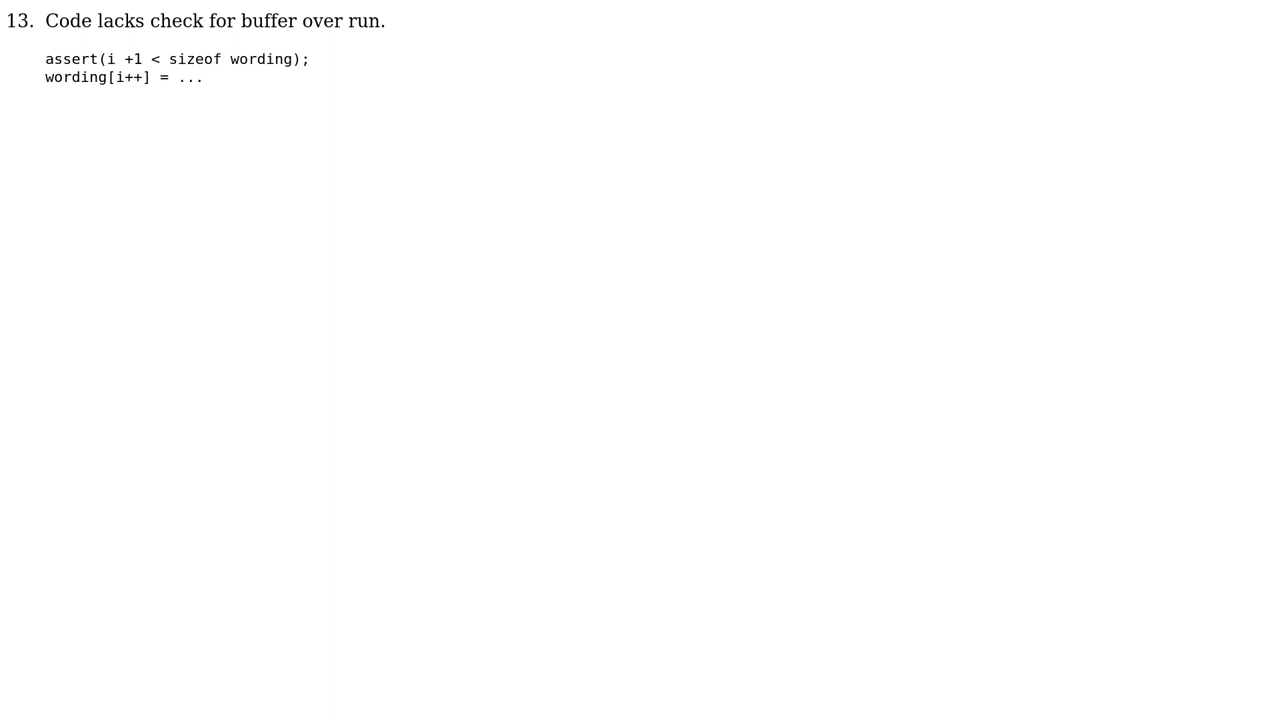 13. Code lacks check for buffer over run.
assert(i +1 < sizeof wording);
wording[i++] = ...